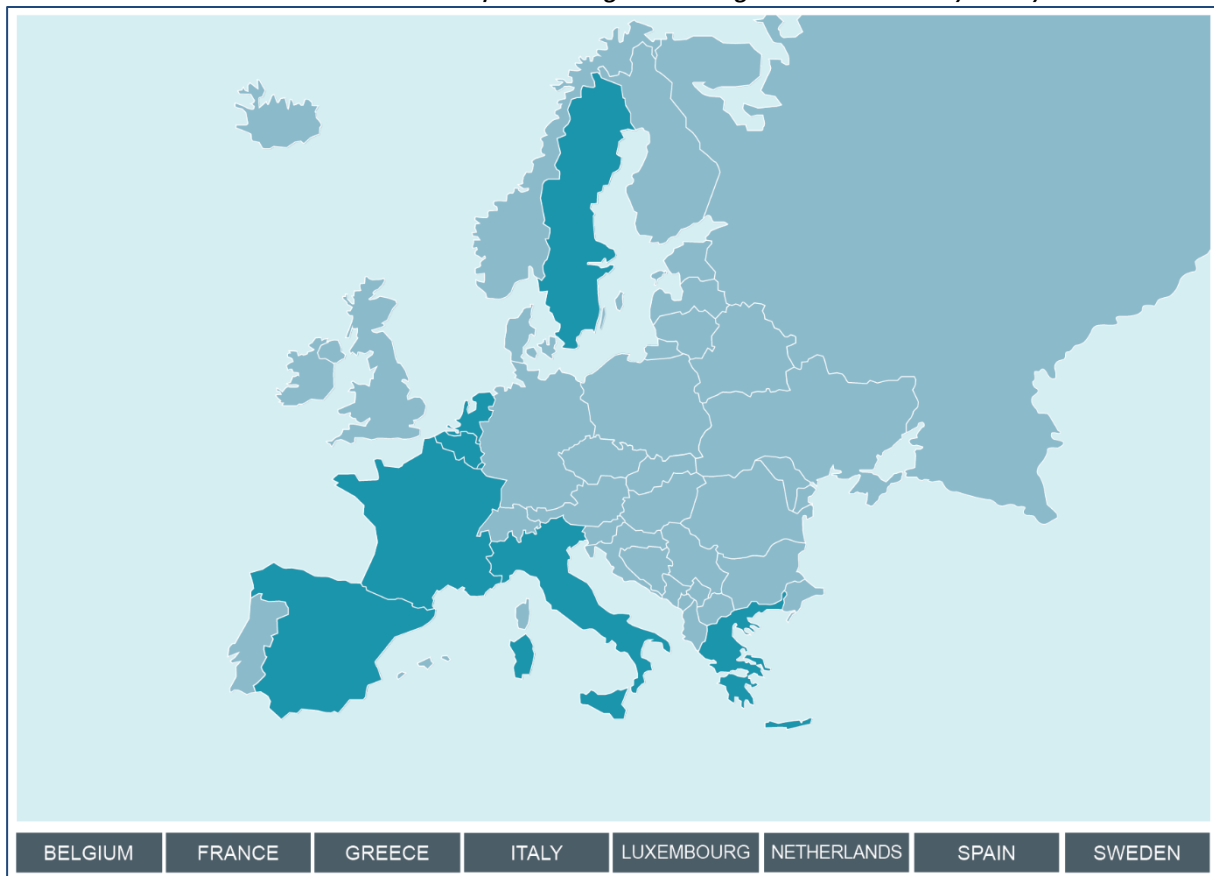 BELGIUM
FRANCE
GREECE
ITALY
LUXEMBOURG
NETHERLANDS
SPAIN
SWEDEN